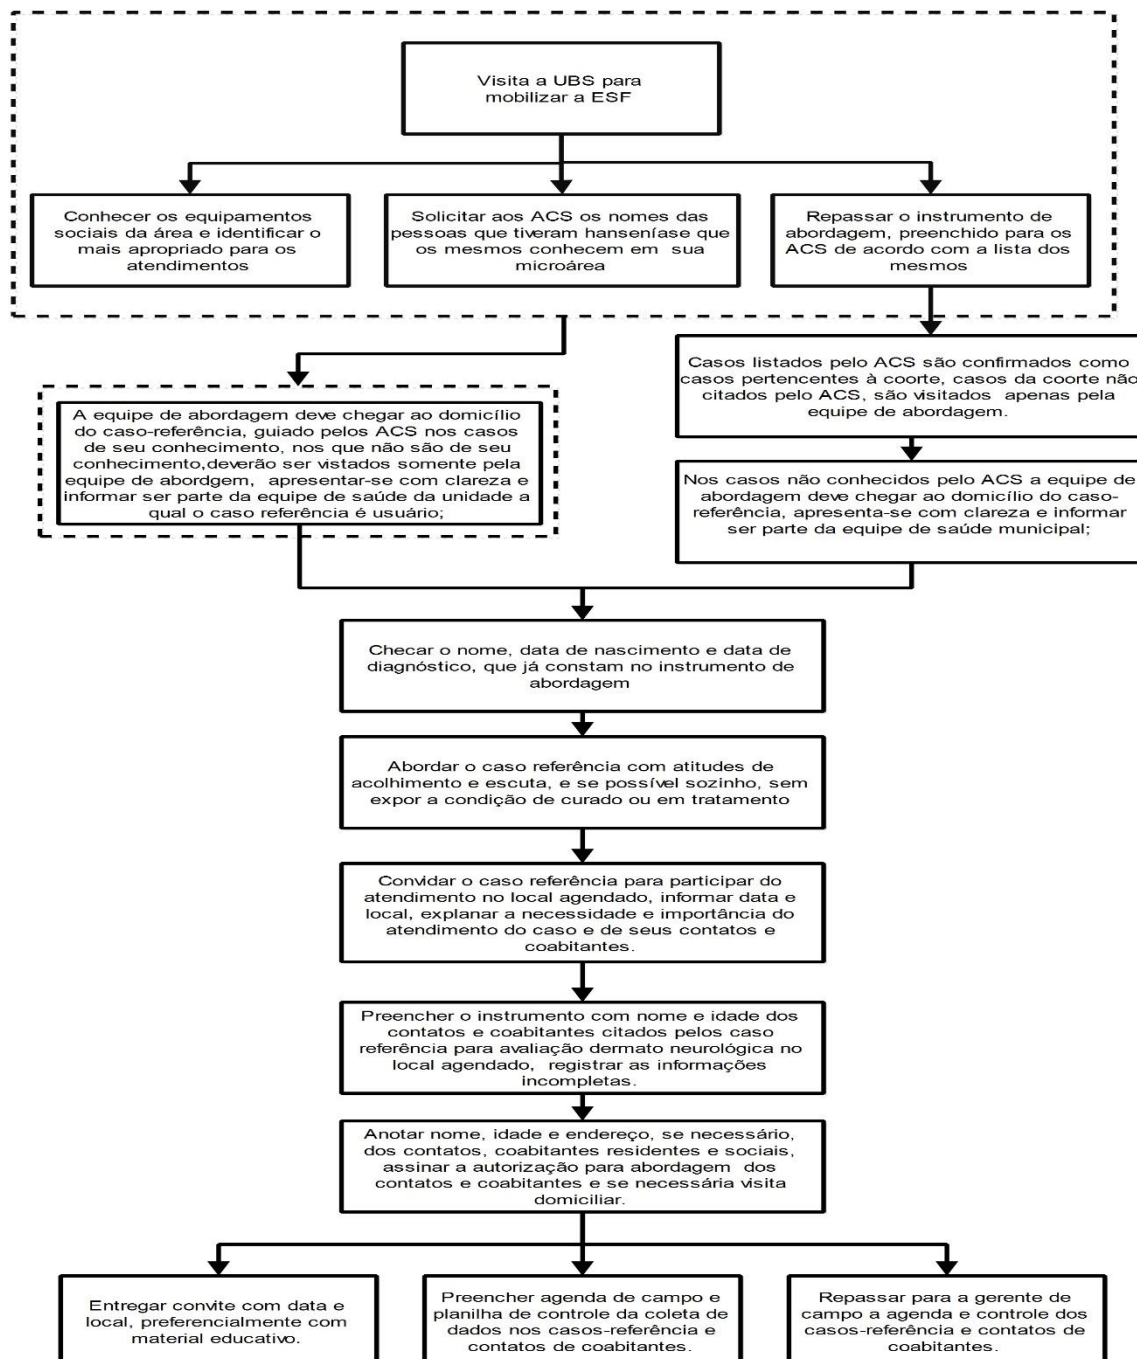 Visita a UBS para
mobilizar a ESF
Conhecer os equipamentos
sociais da área e identificar o
mais apropriado para os
atendimentos
Solicitar aos ACS os nomes das
pessoas que tiveram hanseníase que
os mesmos conhecem em sua
microárea
Repassar o instrumento de
abordagem, preenchido para os
ACS de acordo com a lista dos
mesmos
Casos listados pelo ACS são confirmados como
casos pertencentes à coorte, casos da coorte não
citados pelo ACS, são visitados apenas pela
equipe de abordagem.
A equipe de abordagem deve chegar ao domicílio
do caso-referência, guiado pelos ACS nos casos
de seu conhecimento, nos que não são de seu
conhecimento,deverão ser vistados somente pela
equipe de abordgem, apresentar-se com clareza e
informar ser parte da equipe de saúde da unidade a
qual o caso referência é usuário;
Nos casos não conhecidos pelo ACS a equipe de
abordagem deve chegar ao domicílio do caso-
referência, apresenta-se com clareza e informar
ser parte da equipe de saúde municipal;
Checar o nome, data de nascimento e data de
diagnóstico, que já constam no instrumento de
abordagem
Abordar o caso referência com atitudes de
acolhimento e escuta, e se possível sozinho, sem
expor a condição de curado ou em tratamento
Convidar o caso referência para participar do
atendimento no local agendado, informar data e
local, explanar a necessidade e importância do
atendimento do caso e de seus contatos e
coabitantes.
Preencher o instrumento com nome e idade dos
contatos e coabitantes citados pelos caso
referência para avaliação dermato neurológica no
local agendado, registrar as informações
incompletas.
Anotar nome, idade e endereço, se necessário,
dos contatos, coabitantes residentes e sociais,
assinar a autorização para abordagem dos
contatos e coabitantes e se necessária visita
domiciliar.
Entregar convite com data e
local, preferencialmente com
material educativo.
Preencher agenda de campo e
planilha de controle da coleta de
dados nos casos-referência e
contatos de coabitantes.
Repassar para a gerente de
campo a agenda e controle dos
casos-referência e contatos de
coabitantes.